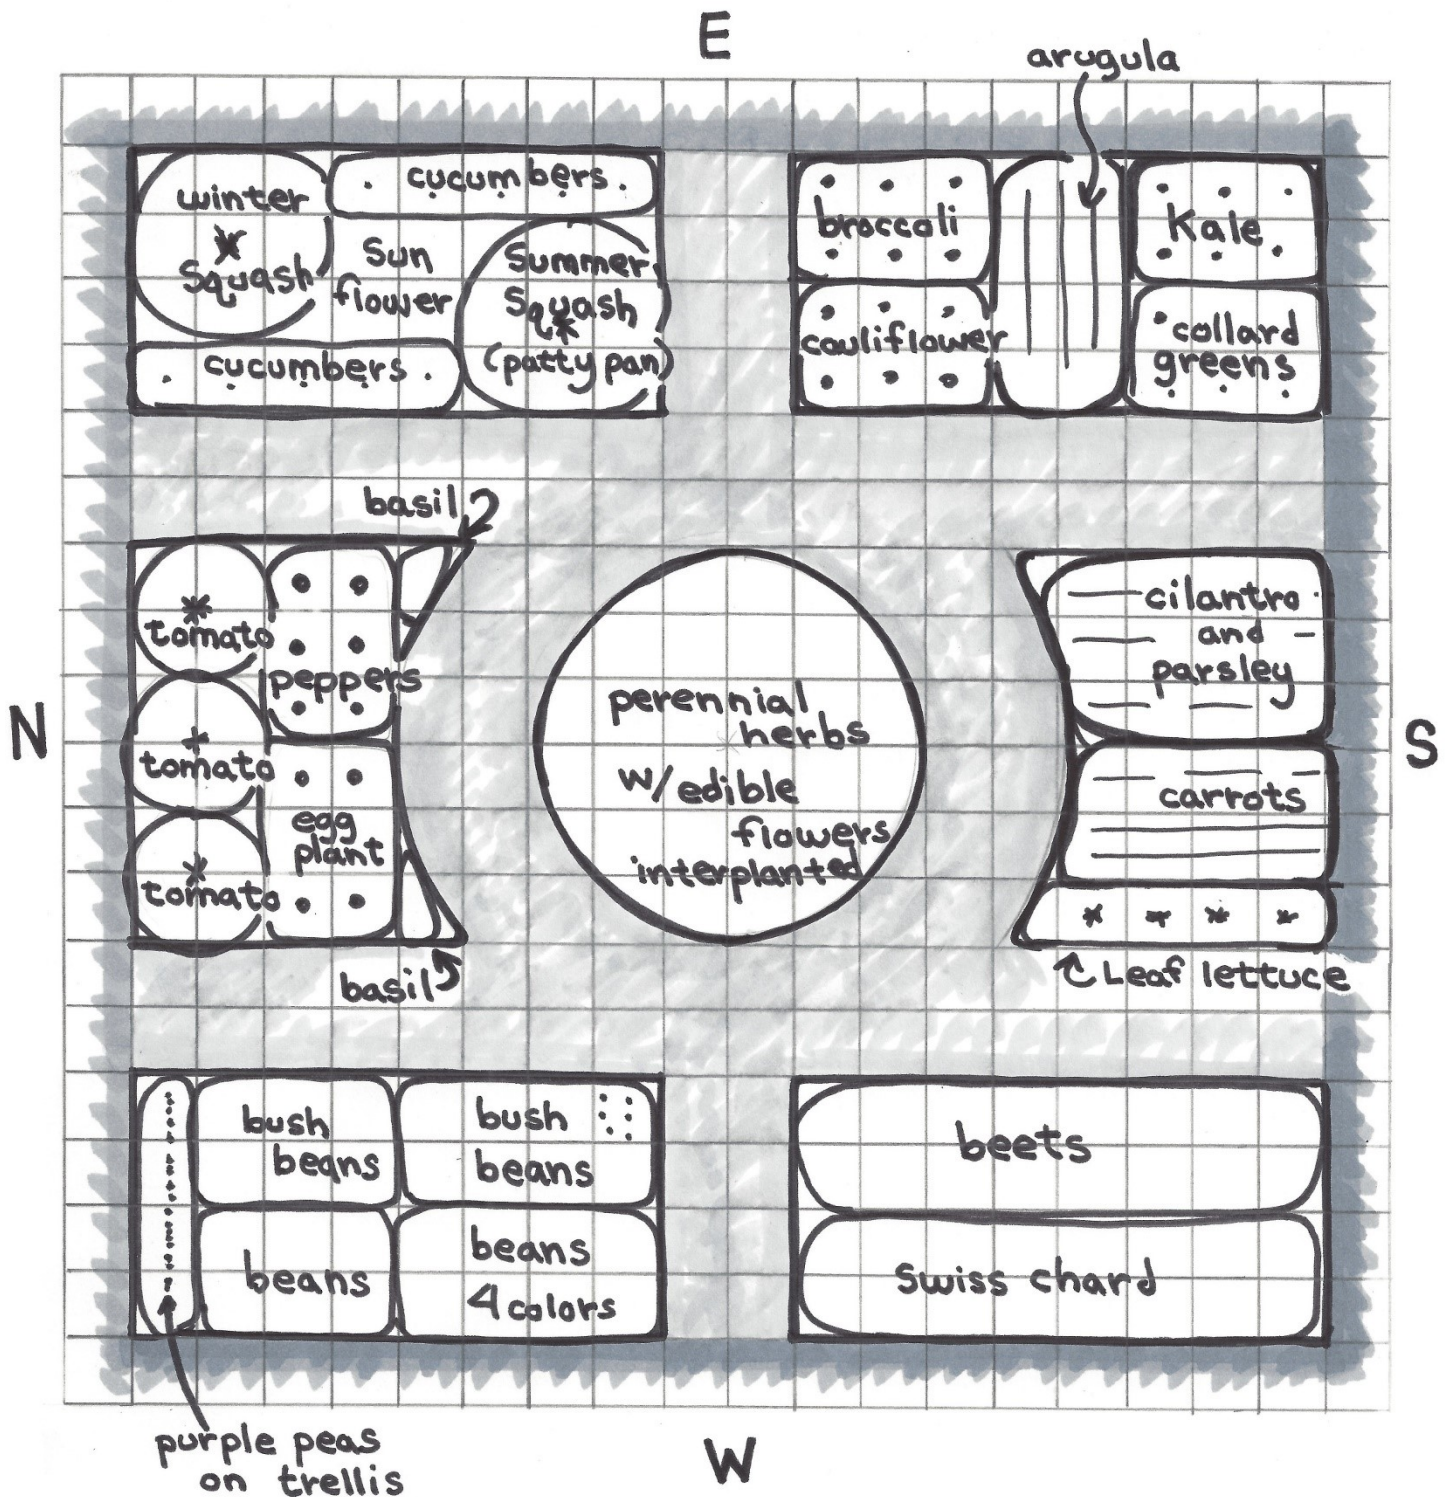 E
arugula
winter
squash
cucumbers
Sun
flower
Summer
Squash
(patty pan)
cucumbers
broccoli
cauliflower
Kale
collard
greens
basil
tomato
tomato
tomato
peppers
egg
plant
basil
N
perennial
herbs
w/edible
flowers
interplanted
cilantro
and
parsley
carrots
Leaf lettuce
S
bush
beans
bush
beans
beans
beans
4 colors
beets
swiss chard
purple peas
on trellis
W